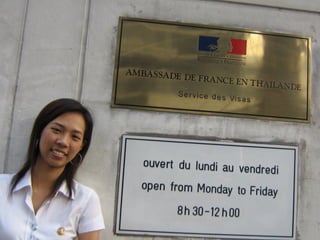 AMBASSADE DE FRANCE EN THAÏLANDE
Service des Visas
ouvert du lundi au vendredi
open from Monday to Friday
8h30-12h00